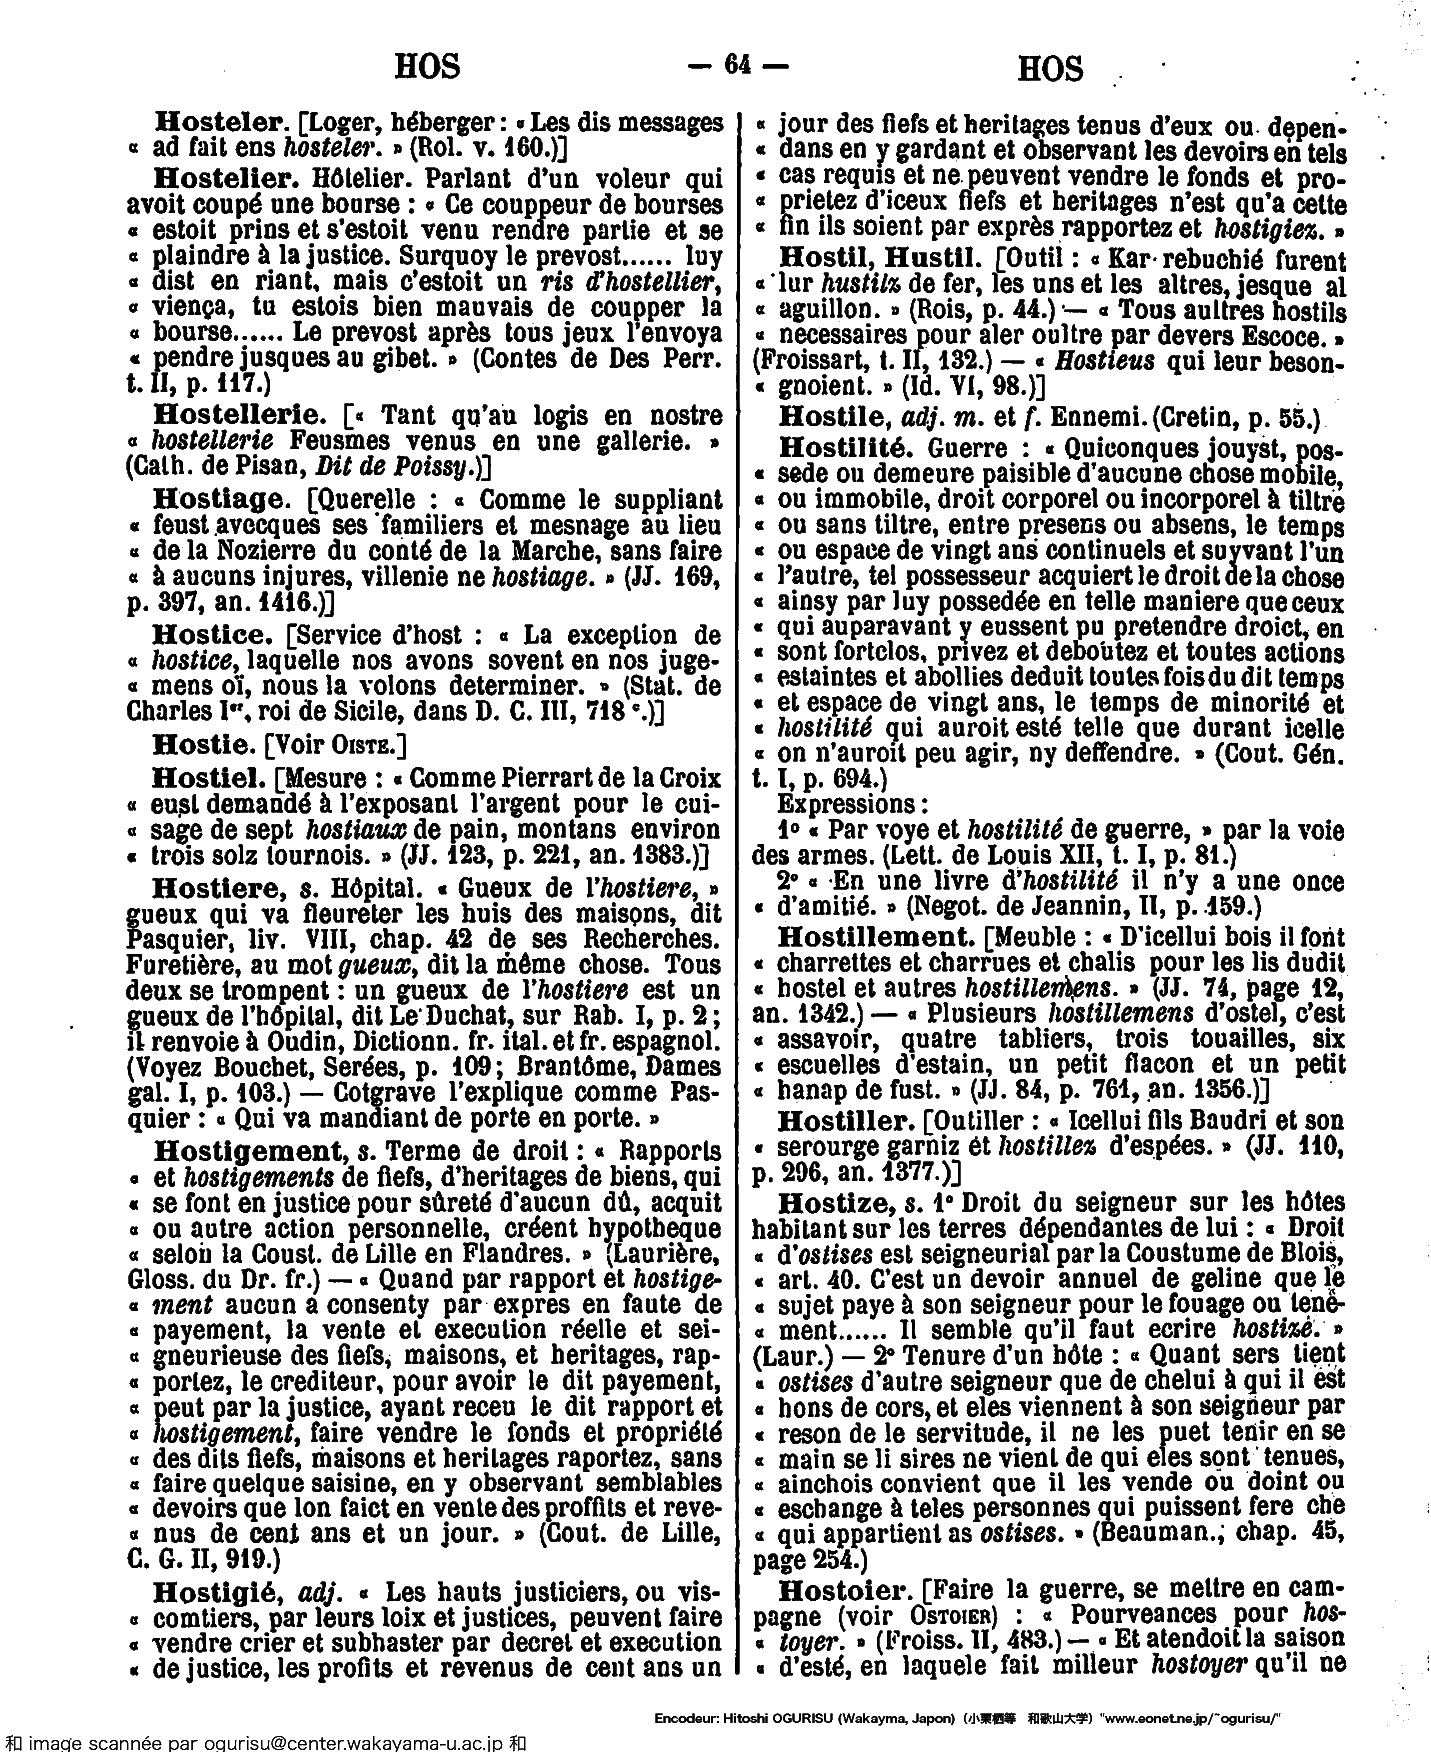 HOS — 64 — HOS
Hosteler. [Loger, héberger : « Les dis messages
« ad fait ens hosteler. » (Rol. v. 160.)]
Hostelier. Hôtelier. Parlant d'un voleur qui
avoit coupé une bourse : « Ce couppeur de bourses
« estoit prins et s'estoit venu rendre partie et se
« plaindre à la justice. Surquoy le prevost...... luy
« dist en riant, mais c'estoit un ris d'hostellier,
« viença, tu estois bien mauvais de coupper la
« bourse...... Le prevost après tous jeux l'envoya
« pendre jusques au gibet. » (Contes de Des Perr.
t. II, p. 117.)
Hostellerie. [« Tant qu'au logis en nostre
« hostellerie Feusmes venus en une gallerie. »
(Cath. de Pisan, Dit de Poissy.)]
Hostiage. [Querelle : « Comme le suppliant
« feust avecques ses familiers et mesnage au lieu
« de la Nozierre du conté de la Marche, sans faire
« à aucuns injures, villenie ne hostiage. » (JJ. 169,
p. 397, an. 1416.)]
Hostice. [Service d'host : « La exception de
« hostice, laquelle nos avons sovent en nos juge-
« mens oï, nous la volons determiner. » (Stat. de
Charles Ier, roi de Sicile, dans D. C. III, 718 c.)]
Hostie. [Voir OISTE.]
Hostiel. [Mesure : « Comme Pierrart de la Croix
« eust demandé à l'exposant l'argent pour le cui-
« sage de sept hostiaux de pain, montans environ
« trois solz tournois. » (JJ. 123, p. 221, an. 1383.)]
Hostiere, s. Hôpital. « Gueux de l'hostiere, »
gueux qui va fleureter les huis des maisons, dit
Pasquier, liv. VIII, chap. 42 de ses Recherches.
Furetière, au mot gueux, dit la même chose. Tous
deux se trompent : un gueux de l'hostiere est un
gueux de l'hôpital, dit Le Duchat, sur Rab. I, p. 2 ;
il renvoie à Oudin, Dictionn. fr. ital. et fr. espagnol.
(Voyez Bouchet, Serées, p. 109 ; Brantôme, Dames
gal. I, p. 103.) — Cotgrave l'explique comme Pas-
quier : « Qui va mandiant de porte en porte. »
Hostigement, s. Terme de droit : « Rapports
« et hostigements de fiefs, d'heritages de biens, qui
« se font en justice pour sûreté d'aucun dû, acquit
« ou autre action personnelle, créent hypotheque
« selon la Coust. de Lille en Flandres. » (Laurière,
Gloss. du Dr. fr.) — « Quand par rapport et hostige-
« ment aucun a consenty par expres en faute de
« payement, la vente et execution réelle et sei-
« gneurieuse des fiefs, maisons, et heritages, rap-
« portez, le crediteur, pour avoir le dit payement,
« peut par la justice, ayant receu le dit rapport et
« hostigement, faire vendre le fonds et propriété
« des dits fiefs, maisons et heritages raportez, sans
« faire quelque saisine, en y observant semblables
« devoirs que lon faict en vente des proffits et reve-
« nus de cent ans et un jour. » (Cout. de Lille,
C. G. II, 919.)
Hostigié, adj. « Les hauts justiciers, ou vis-
« comtiers, par leurs loix et justices, peuvent faire
« vendre crier et subhaster par decret et execution
« de justice, les profits et revenus de cent ans un
« jour des fiefs et heritages tenus d'eux ou depen-
« dans en y gardant et observant les devoirs en tels
« cas requis et ne peuvent vendre le fonds et pro-
« prietez d'iceux fiefs et heritages n'est qu'a cette
« fin ils soient par exprès rapportez et hostigiez. »
Hostil, Hustil. [Outil : « Kar rebuchié furent
« lur hustilz de fer, les uns et les altres, jesque al
« aguillon. » (Rois, p. 44.) — « Tous aultres hostils
« necessaires pour aler oultre par devers Escoce. »
(Froissart, t. II, 132.) — « Hostieus qui leur beson-
« gnoient. » (Id. VI, 98.)]
Hostile, adj. m. et f. Ennemi. (Cretin, p. 55.)
Hostilité. Guerre : « Quiconques jouyst, pos-
« sede ou demeure paisible d'aucune chose mobile,
« ou immobile, droit corporel ou incorporel à tiltre
« ou sans tiltre, entre presens ou absens, le temps
« ou espace de vingt ans continuels et suyvant l'un
« l'autre, tel possesseur acquiert le droit de la chose
« ainsy par luy possedée en telle maniere que ceux
« qui auparavant y eussent pu pretendre droict, en
« sont fortclos, privez et deboutez et toutes actions
« estaintes et abollies deduit toutes fois du dit temps
« et espace de vingt ans, le temps de minorité et
« hostilité qui auroit esté telle que durant icelle
« on n'auroit peu agir, ny deffendre. » (Cout. Gén.
t. I, p. 694.)
Expressions :
1° « Par voye et hostilité de guerre, » par la voie
des armes. (Lett. de Louis XII, t. I, p. 81.)
2° « En une livre d'hostilité il n'y a une once
« d'amitié. » (Negot. de Jeannin, II, p. 159.)
Hostillement. [Meuble : « D'icellui bois il font
« charrettes et charrues et chalis pour les lis dudit
« hostel et autres hostillemens. » (JJ. 74, page 12,
an. 1342.) — « Plusieurs hostillemens d'ostel, c'est
« assavoir, quatre tabliers, trois touailles, six
« escuelles d'estain, un petit flacon et un petit
« hanap de fust. » (JJ. 84, p. 761, an. 1356.)]
Hostiller. [Outiller : « Icellui fils Baudri et son
« serourge garniz et hostillez d'espées. » (JJ. 110,
p. 296, an. 1377.)]
Hostize, s. 1° Droit du seigneur sur les hôtes
habitant sur les terres dépendantes de lui : « Droit
« d'ostises est seigneurial par la Coustume de Blois,
« art. 40. C'est un devoir annuel de geline que le
« sujet paye à son seigneur pour le fouage ou tene-
« ment...... Il semble qu'il faut ecrire hostize. »
(Laur.) — 2° Tenure d'un hôte : « Quant sers tient
« ostises d'autre seigneur que de chelui à qui il est
« hons de cors, et eles viennent à son seigneur par
« reson de le servitude, il ne les puet tenir en se
« main se li sires ne vient de qui eles sont tenues,
« ainchois convient que il les vende ou doint ou
« eschange à teles personnes qui puissent fere che
« qui appartient as ostises. » (Beauman., chap. 45,
page 254.)
Hostoier. [Faire la guerre, se mettre en cam-
pagne (voir OSTOIER) : « Pourveances pour hos-
« toyer. » (Froiss. II, 483.) — « Et atendoit la saison
« d'esté, en laquele fait milleur hostoyer qu'il ne
Encodeur: Hitoshi OGURISU (Wakayma, Japon) (小栗栖等 和歌山大学) "www.eonet.ne.jp/~ogurisu/"
和 image scannée par ogurisu@center.wakayama-u.ac.jp 和